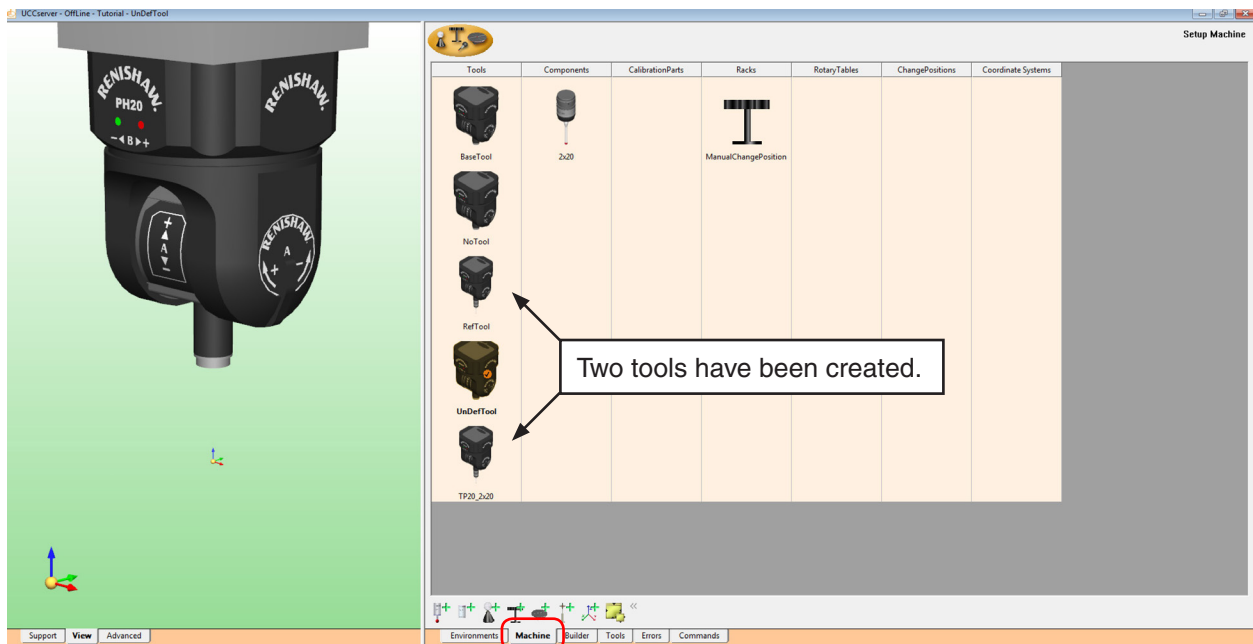 UCCserver - OffLine - Tutorial - UnDefTool
RENISHAW.
PH20
- B +
RENISHAW.
+
A
-
RENISHAW.
A
+ -
Setup Machine
Tools Components CalibrationParts Racks RotaryTables ChangePositions Coordinate Systems
BaseTool 2x20 ManualChangePosition
NoTool
RefTool
Two tools have been created.
UnDefTool
TP20_2x20
Support View Advanced
Environments Machine Builder Tools Errors Commands